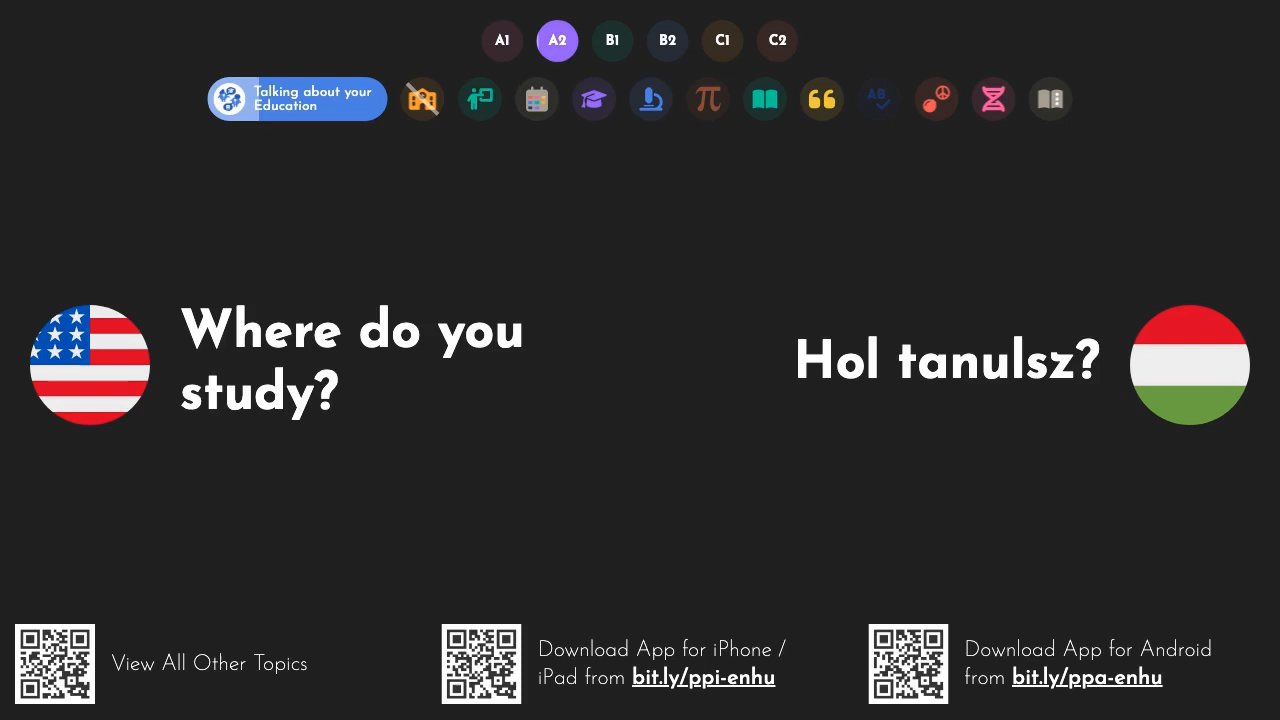 A1 A2 B1 B2 C1 C2
Talking about your
Education
Where do you
study?
Hol tanulsz?
View All Other Topics
Download App for iPhone /
iPad from bit.ly/ppi-enhu
Download App for Android
from bit.ly/ppa-enhu